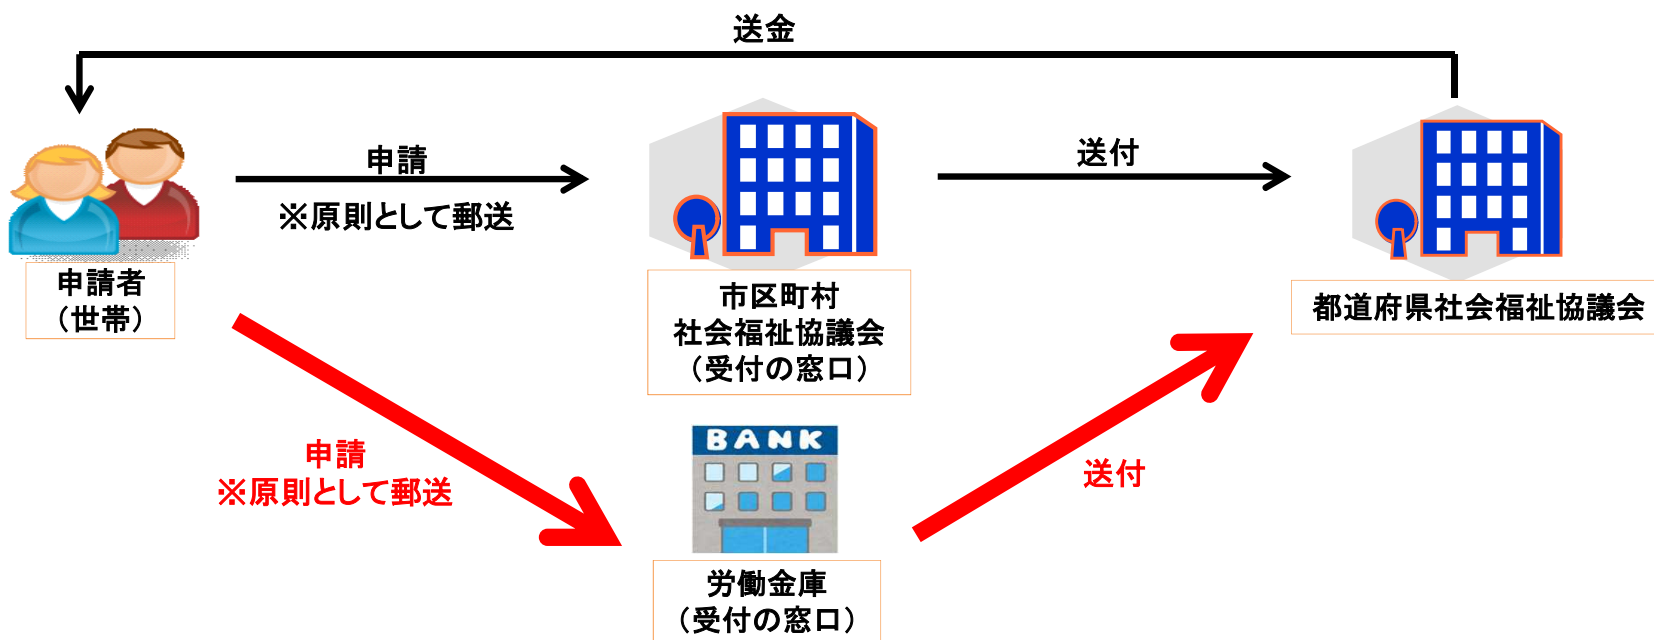 送金
申請
※原則として郵送
送付
申請者
（世帯）
市区町村
社会福祉協議会
（受付の窓口）
都道府県社会福祉協議会
申請
※原則として郵送
BANK
送付
労働金庫
（受付の窓口）